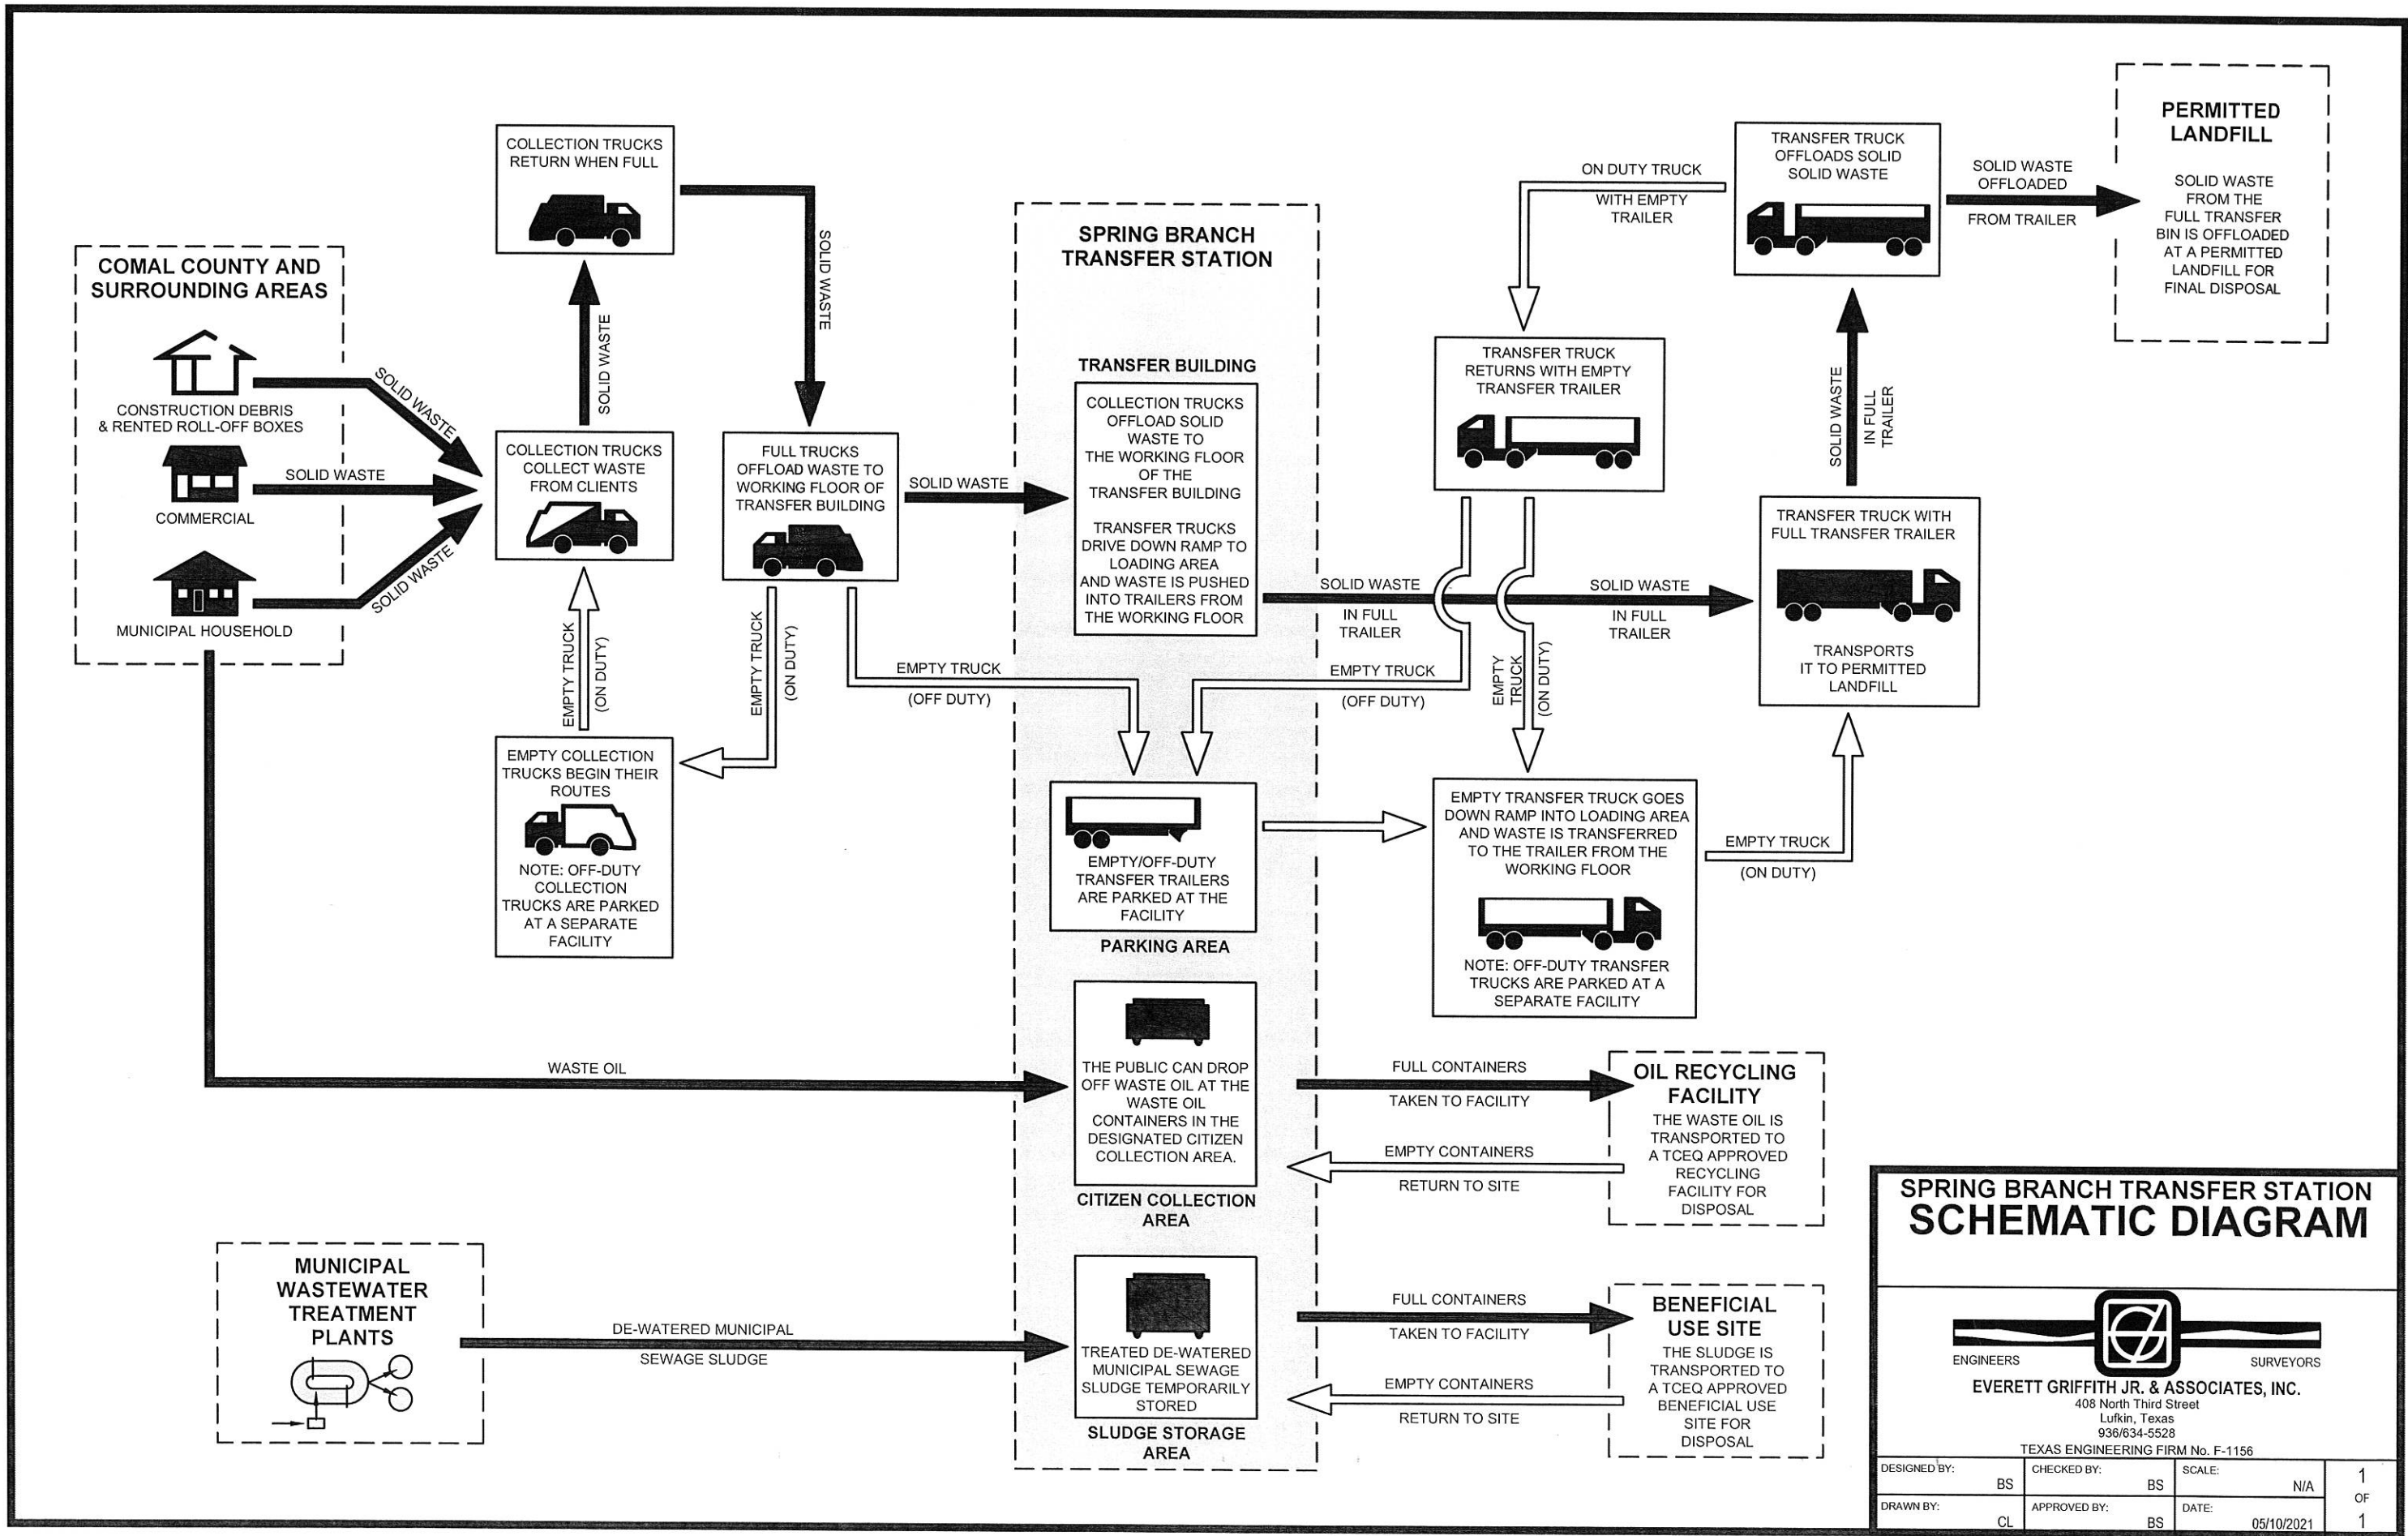 COMAL COUNTY AND
SURROUNDING AREAS
CONSTRUCTION DEBRIS
& RENTED ROLL-OFF BOXES
COMMERCIAL
MUNICIPAL HOUSEHOLD
SOLID WASTE
SOLID WASTE
SOLID WASTE
COLLECTION TRUCKS
RETURN WHEN FULL
SOLID WASTE
SOLID WASTE
COLLECTION TRUCKS
COLLECT WASTE
FROM CLIENTS
EMPTY TRUCK
(ON DUTY)
EMPTY COLLECTION
TRUCKS BEGIN THEIR
ROUTES
NOTE: OFF-DUTY
COLLECTION
TRUCKS ARE PARKED
AT A SEPARATE
FACILITY
FULL TRUCKS
OFFLOAD WASTE TO
WORKING FLOOR OF
TRANSFER BUILDING
EMPTY TRUCK
(ON DUTY)
SOLID WASTE
EMPTY TRUCK
(OFF DUTY)
SPRING BRANCH
TRANSFER STATION
TRANSFER BUILDING
COLLECTION TRUCKS
OFFLOAD SOLID
WASTE TO
THE WORKING FLOOR
OF THE
TRANSFER BUILDING
TRANSFER TRUCKS
DRIVE DOWN RAMP TO
LOADING AREA
AND WASTE IS PUSHED
INTO TRAILERS FROM
THE WORKING FLOOR
EMPTY/OFF-DUTY
TRANSFER TRAILERS
ARE PARKED AT THE
FACILITY
PARKING AREA
THE PUBLIC CAN DROP
OFF WASTE OIL AT THE
WASTE OIL
CONTAINERS IN THE
DESIGNATED CITIZEN
COLLECTION AREA.
CITIZEN COLLECTION
AREA
TREATED DE-WATERED
MUNICIPAL SEWAGE
SLUDGE TEMPORARILY
STORED
SLUDGE STORAGE
AREA
WASTE OIL
MUNICIPAL
WASTEWATER
TREATMENT
PLANTS
DE-WATERED MUNICIPAL
SEWAGE SLUDGE
ON DUTY TRUCK
WITH EMPTY
TRAILER
TRANSFER TRUCK
OFFLOADS SOLID
SOLID WASTE
SOLID WASTE
OFFLOADED
FROM TRAILER
PERMITTED
LANDFILL
SOLID WASTE
FROM THE
FULL TRANSFER
BIN IS OFFLOADED
AT A PERMITTED
LANDFILL FOR
FINAL DISPOSAL
TRANSFER TRUCK
RETURNS WITH EMPTY
TRANSFER TRAILER
SOLID WASTE
IN FULL
TRAILER
SOLID WASTE
IN FULL
TRAILER
SOLID WASTE
IN FULL
TRAILER
TRANSFER TRUCK WITH
FULL TRANSFER TRAILER
TRANSPORTS
IT TO PERMITTED
LANDFILL
EMPTY TRUCK
(OFF DUTY)
EMPTY
TRUCK
(ON DUTY)
EMPTY TRANSFER TRUCK GOES
DOWN RAMP INTO LOADING AREA
AND WASTE IS TRANSFERRED
TO THE TRAILER FROM THE
WORKING FLOOR
NOTE: OFF-DUTY TRANSFER
TRUCKS ARE PARKED AT A
SEPARATE FACILITY
EMPTY TRUCK
(ON DUTY)
FULL CONTAINERS
TAKEN TO FACILITY
EMPTY CONTAINERS
RETURN TO SITE
OIL RECYCLING
FACILITY
THE WASTE OIL IS
TRANSPORTED TO
A TCEQ APPROVED
RECYCLING
FACILITY FOR
DISPOSAL
FULL CONTAINERS
TAKEN TO FACILITY
EMPTY CONTAINERS
RETURN TO SITE
BENEFICIAL
USE SITE
THE SLUDGE IS
TRANSPORTED TO
A TCEQ APPROVED
BENEFICIAL USE
SITE FOR
DISPOSAL
SPRING BRANCH TRANSFER STATION
SCHEMATIC DIAGRAM
ENGINEERS
SURVEYORS
EVERETT GRIFFITH JR. & ASSOCIATES, INC.
408 North Third Street
Lufkin, Texas
936/634-5528
TEXAS ENGINEERING FIRM No. F-1156
DESIGNED BY: BS
CHECKED BY: BS
SCALE: N/A
DRAWN BY: CL
APPROVED BY: BS
DATE: 05/10/2021
1
OF
1